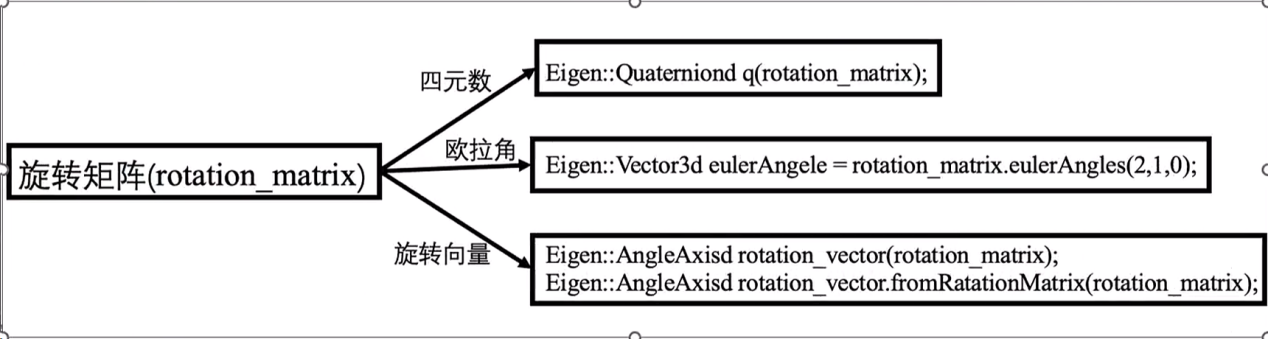 四元数
Eigen::Quaterniond q(rotation_matrix);
欧拉角
旋转矩阵(rotation_matrix)
Eigen::Vector3d eulerAngele = rotation_matrix.eulerAngles(2,1,0);
旋转向量
Eigen::AngleAxisd rotation_vector(rotation_matrix);
Eigen::AngleAxisd rotation_vector.fromRatationMatrix(rotation_matrix);